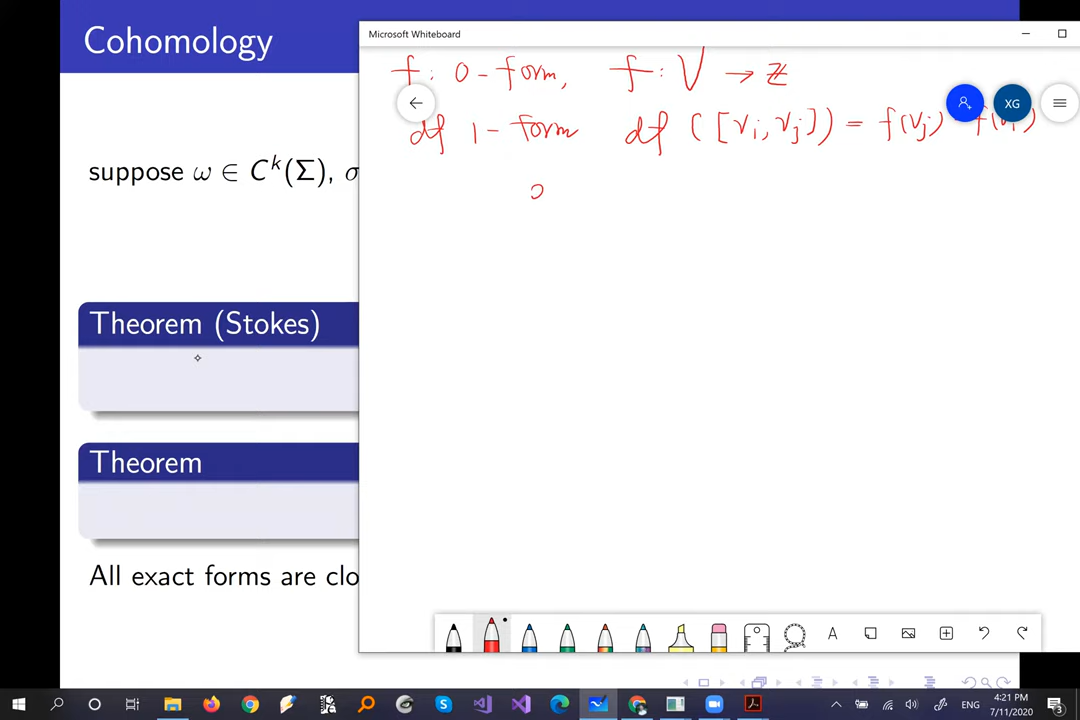 Cohomology
Microsoft Whiteboard
f : 0 - form, f : V → ℤ
XG
df 1 - form df ([v_i, v_j]) = f(v_j) f(v_i)
suppose ω ∈ C^k(Σ), σ
Theorem (Stokes)
Theorem
All exact forms are clo
A
4:21 PM
ENG
7/11/2020
3